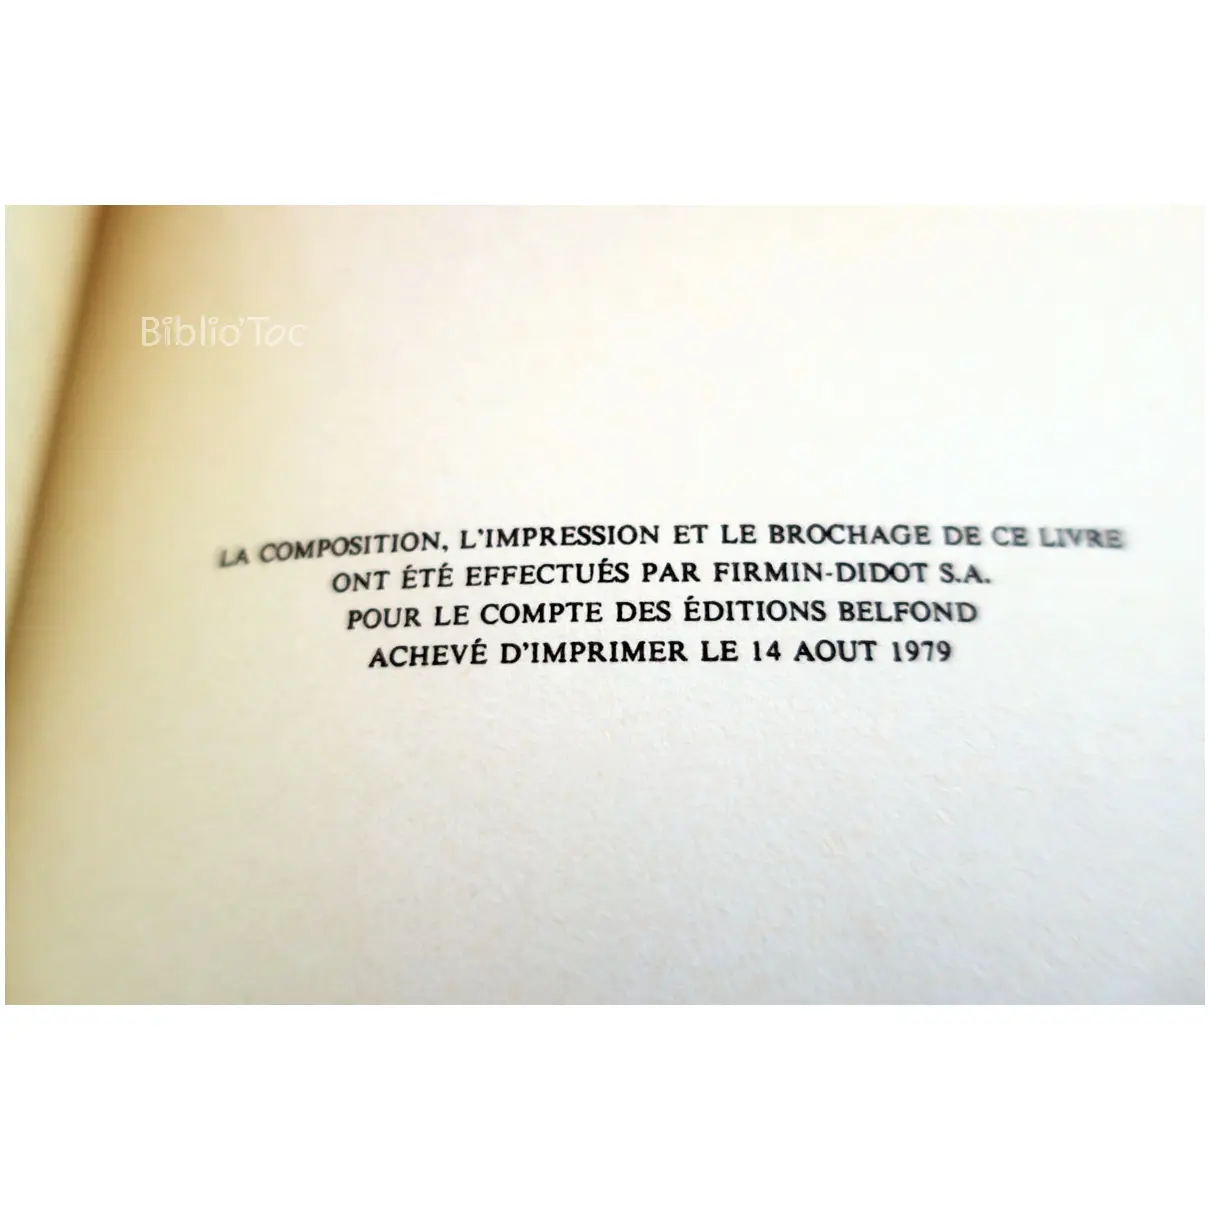 Biblio'Toc
LA COMPOSITION, L'IMPRESSION ET LE BROCHAGE DE CE LIVRE
ONT ÉTÉ EFFECTUÉS PAR FIRMIN-DIDOT S.A.
POUR LE COMPTE DES ÉDITIONS BELFOND
ACHEVÉ D'IMPRIMER LE 14 AOUT 1979